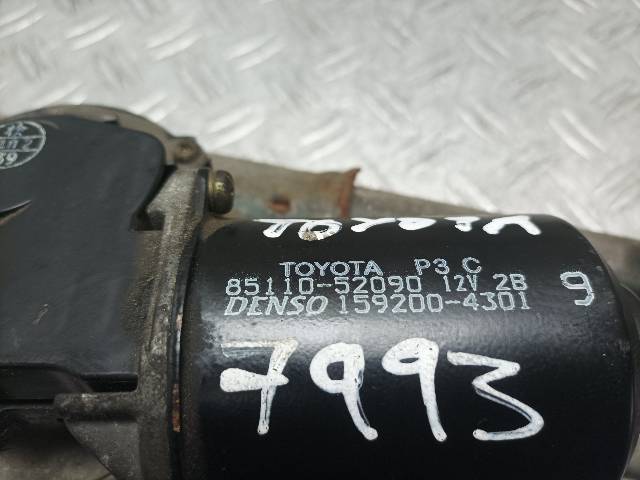 TOYOTA
TOYOTA P3 C
85110-52090 12V 2B
DENSO 159200-4301
9
7993